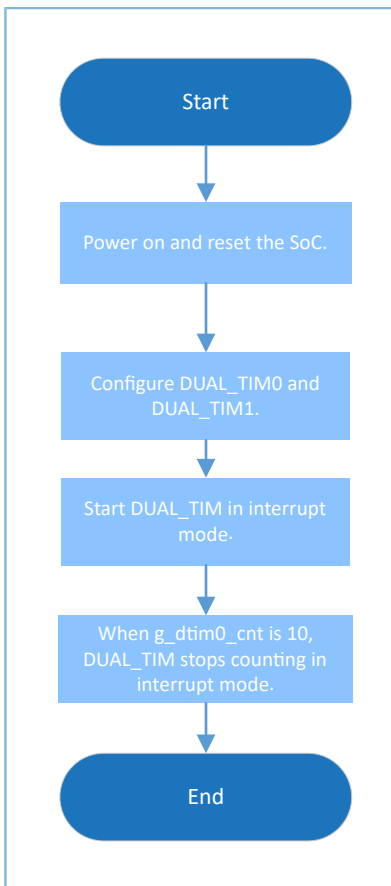 Start
Power on and reset the SoC.
Configure DUAL_TIM0 and
DUAL_TIM1.
Start DUAL_TIM in interrupt
mode.
When g_dtim0_cnt is 10,
DUAL_TIM stops counting in
interrupt mode.
End